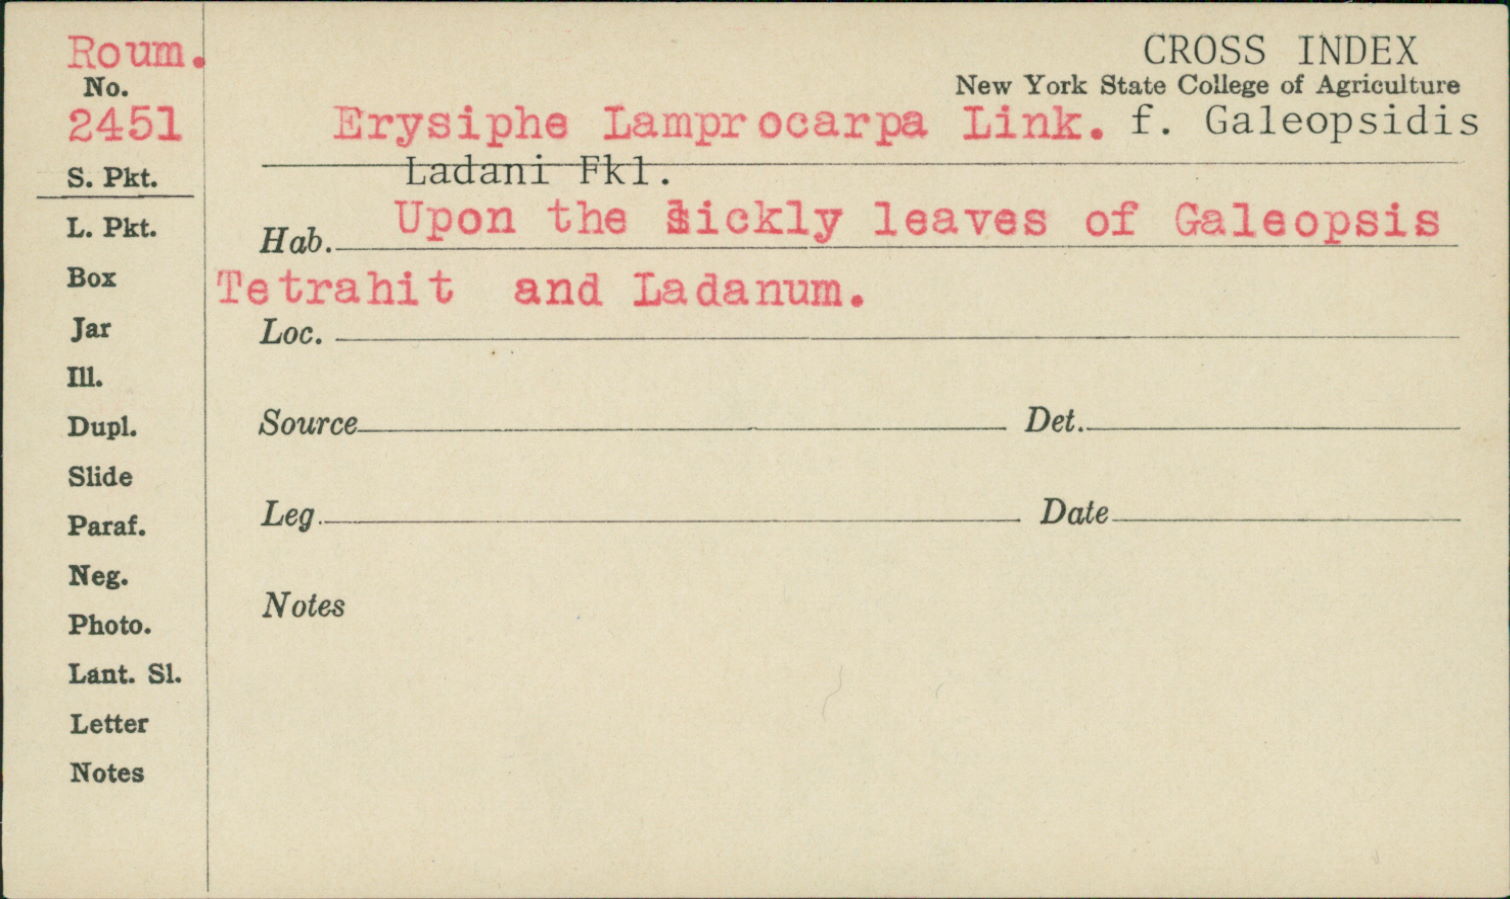 Roum.
CROSS INDEX
No.
New York State College of Agriculture
2451
Erysiphe Lamprocarpa Link. f. Galeopsidis
Ladani Fkl.
S. Pkt.
Hab. Upon the sickly leaves of Galeopsis
L. Pkt.
Box
Tetrahit and Ladanum.
Jar
Loc.
Ill.
Dupl.
Source
Det.
Slide
Paraf.
Leg.
Date
Neg.
Notes
Photo.
Lant. Sl.
Letter
Notes